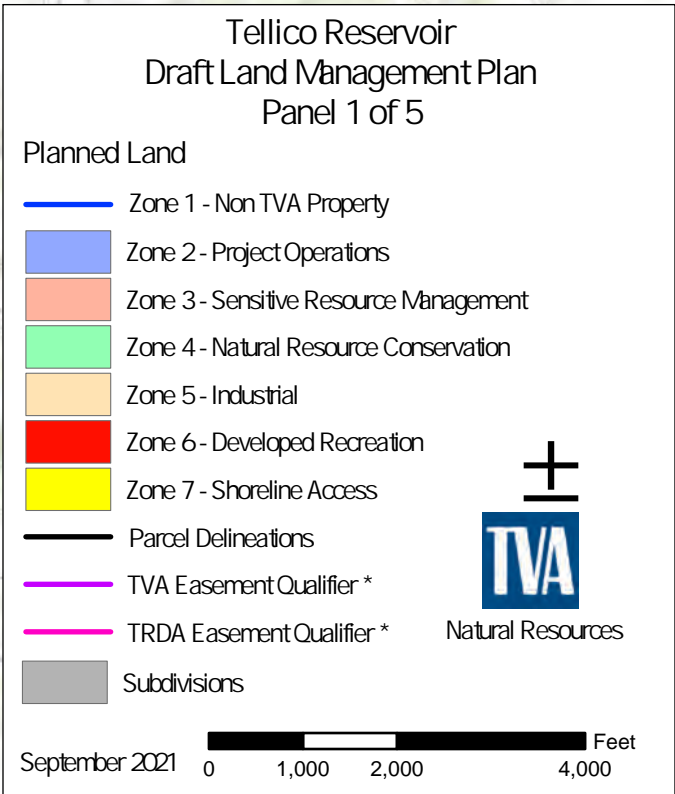 Tellico Reservoir
Draft Land Management Plan
Panel 1 of 5
Planned Land
Zone 1 - Non TVA Property
Zone 2 - Project Operations
Zone 3 - Sensitive Resource Management
Zone 4 - Natural Resource Conservation
Zone 5 - Industrial
Zone 6 - Developed Recreation
Zone 7 - Shoreline Access
Parcel Delineations
TVA Easement Qualifier *
TRDA Easement Qualifier *
Subdivisions
±
TVA
Natural Resources
September 2021
Feet
0 1,000 2,000 4,000